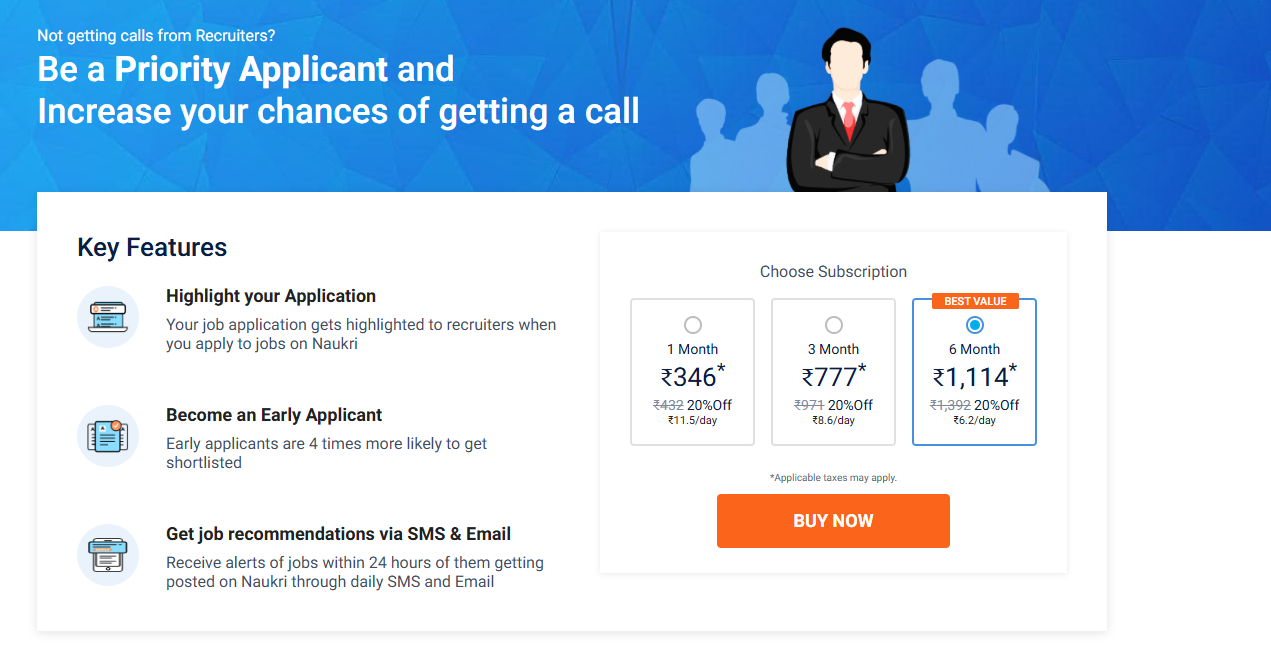 Not getting calls from Recruiters?
Be a Priority Applicant and
Increase your chances of getting a call
Key Features
Highlight your Application
Your job application gets highlighted to recruiters when
you apply to jobs on Naukri
Become an Early Applicant
Early applicants are 4 times more likely to get
shortlisted
Get job recommendations via SMS & Email
Receive alerts of jobs within 24 hours of them getting
posted on Naukri through daily SMS and Email
Choose Subscription
1 Month
₹346*
₹432 20%Off
₹11.5/day
3 Month
₹777*
₹971 20%Off
₹8.6/day
BEST VALUE
6 Month
₹1,114*
₹1,392 20%Off
₹6.2/day
*Applicable taxes may apply.
BUY NOW